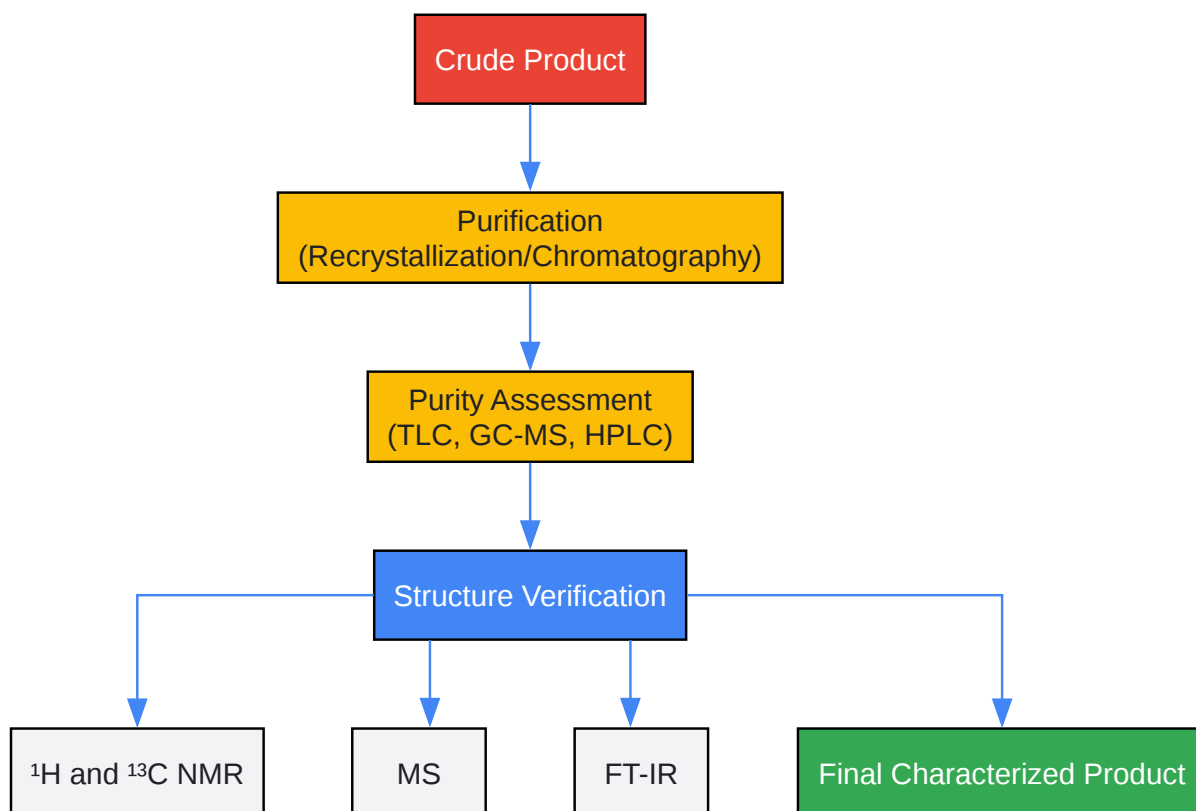 Crude Product
Purification
(Recrystallization/Chromatography)
Purity Assessment
(TLC, GC-MS, HPLC)
Structure Verification
¹H and ¹³C NMR
MS
FT-IR
Final Characterized Product